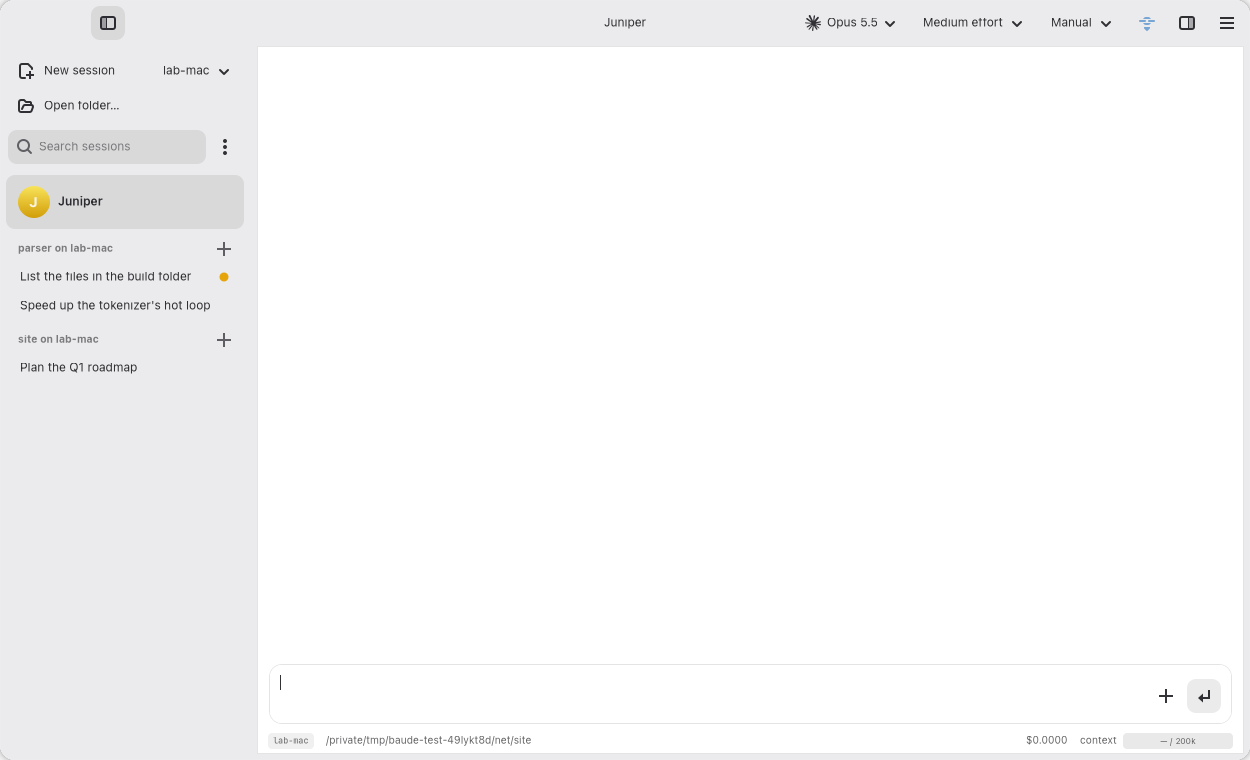 Juniper
Opus 5.5
Medium effort
Manual
New session
lab-mac
Open folder...
Search sessions
J
Juniper
parser on lab-mac
List the files in the build folder
Speed up the tokenizer's hot loop
site on lab-mac
Plan the Q1 roadmap
lab-mac
/private/tmp/baude-test-49lykt8d/net/site
$0.0000
context
— / 200k